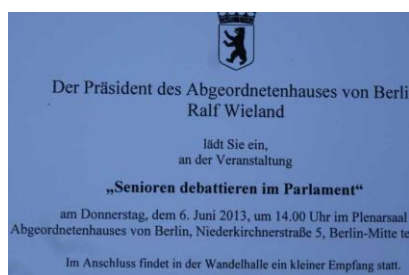 Der Präsident des Abgeordnetenhauses von Berli
Ralf Wieland
lädt Sie ein,
an der Veranstaltung
„Senioren debattieren im Parlament“
am Donnerstag, dem 6. Juni 2013, um 14.00 Uhr im Plenarsaal
Abgeordnetenhauses von Berlin, Niederkirchnerstraße 5, Berlin-Mitte te
Im Anschluss findet in der Wandelhalle ein kleiner Empfang statt.